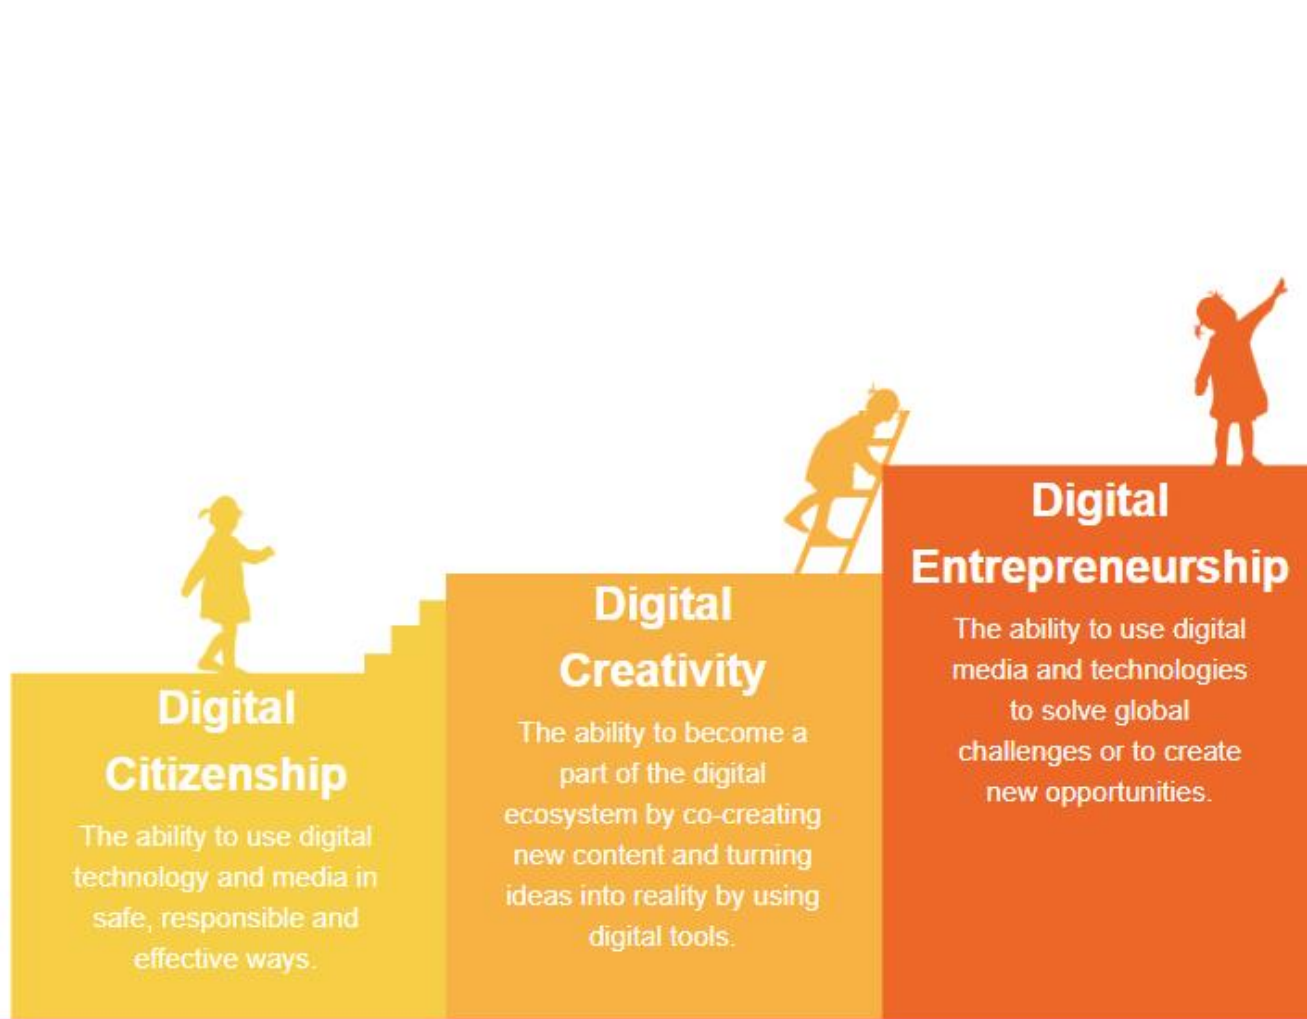 Digital
Citizenship
The ability to use digital
technology and media in
safe, responsible and
effective ways.
Digital
Creativity
The ability to become a
part of the digital
ecosystem by co-creating
new content and turning
ideas into reality by using
digital tools.
Digital
Entrepreneurship
The ability to use digital
media and technologies
to solve global
challenges or to create
new opportunities.